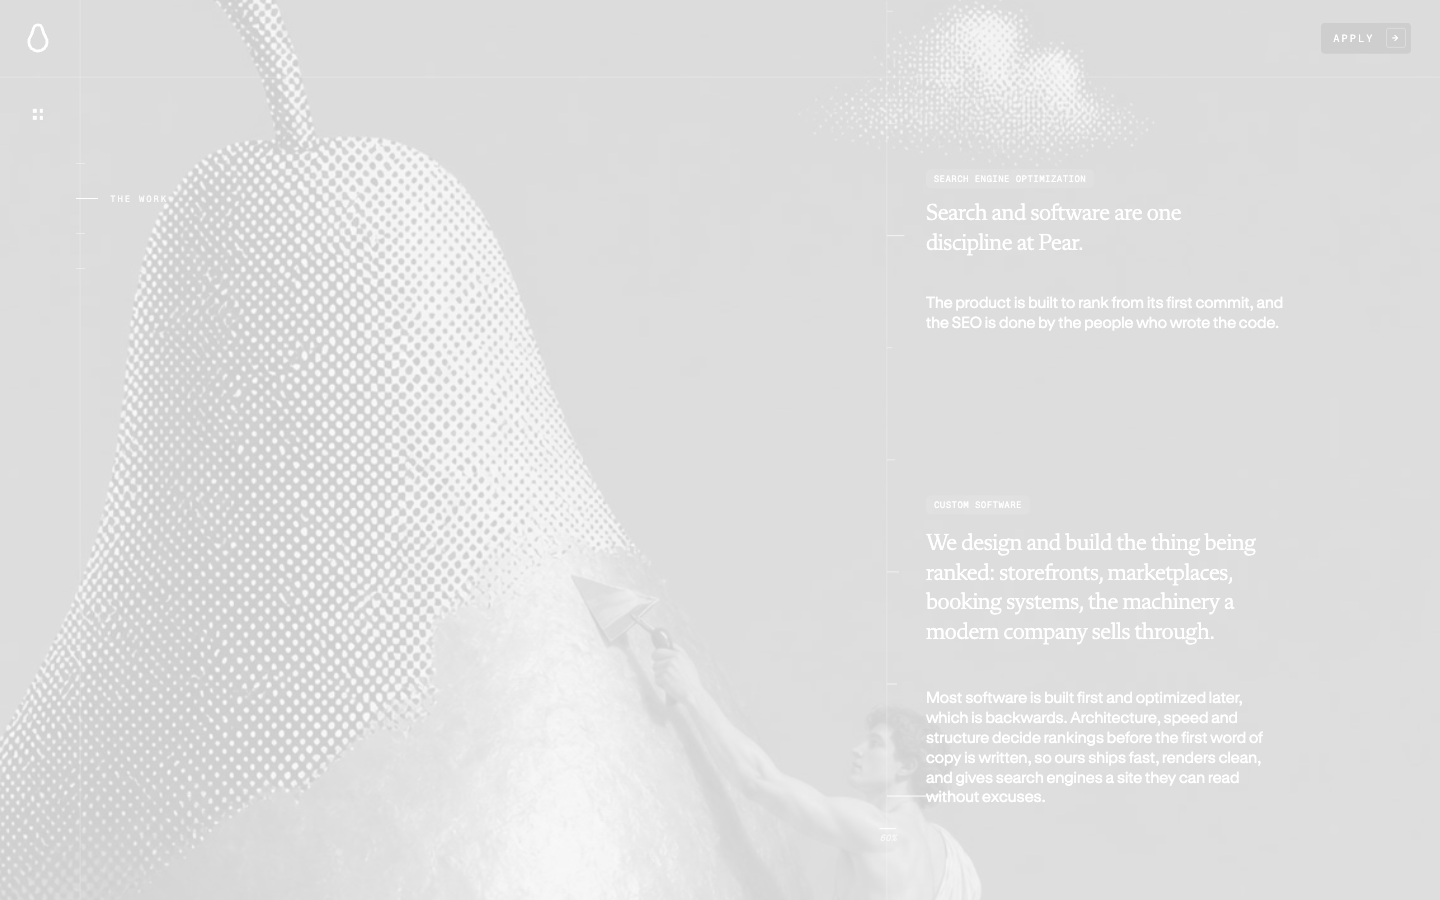 APPLY
THE WORK
SEARCH ENGINE OPTIMIZATION
Search and software are one
discipline at Pear.
The product is built to rank from its first commit, and
the SEO is done by the people who wrote the code.
CUSTOM SOFTWARE
We design and build the thing being
ranked: storefronts, marketplaces,
booking systems, the machinery a
modern company sells through.
Most software is built first and optimized later,
which is backwards. Architecture, speed and
structure decide rankings before the first word of
copy is written, so ours ships fast, renders clean,
and gives search engines a site they can read
without excuses.